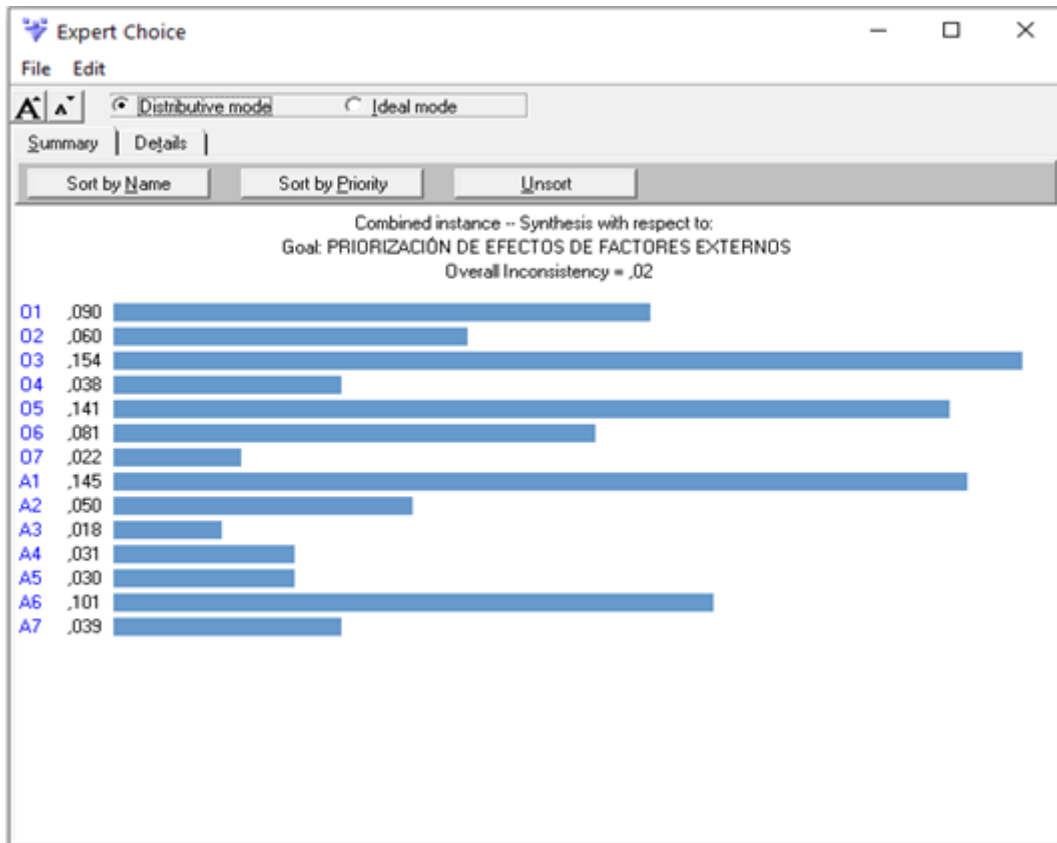 Expert Choice
File Edit
A A Distributive mode Ideal mode
Summary Details
Sort by Name Sort by Priority Unsort
Combined instance -- Synthesis with respect to:
Goal: PRIORIZACIÓN DE EFECTOS DE FACTORES EXTERNOS
Overall Inconsistency = ,02
O1 ,090
O2 ,060
O3 ,154
O4 ,038
O5 ,141
O6 ,081
O7 ,022
A1 ,145
A2 ,050
A3 ,018
A4 ,031
A5 ,030
A6 ,101
A7 ,039